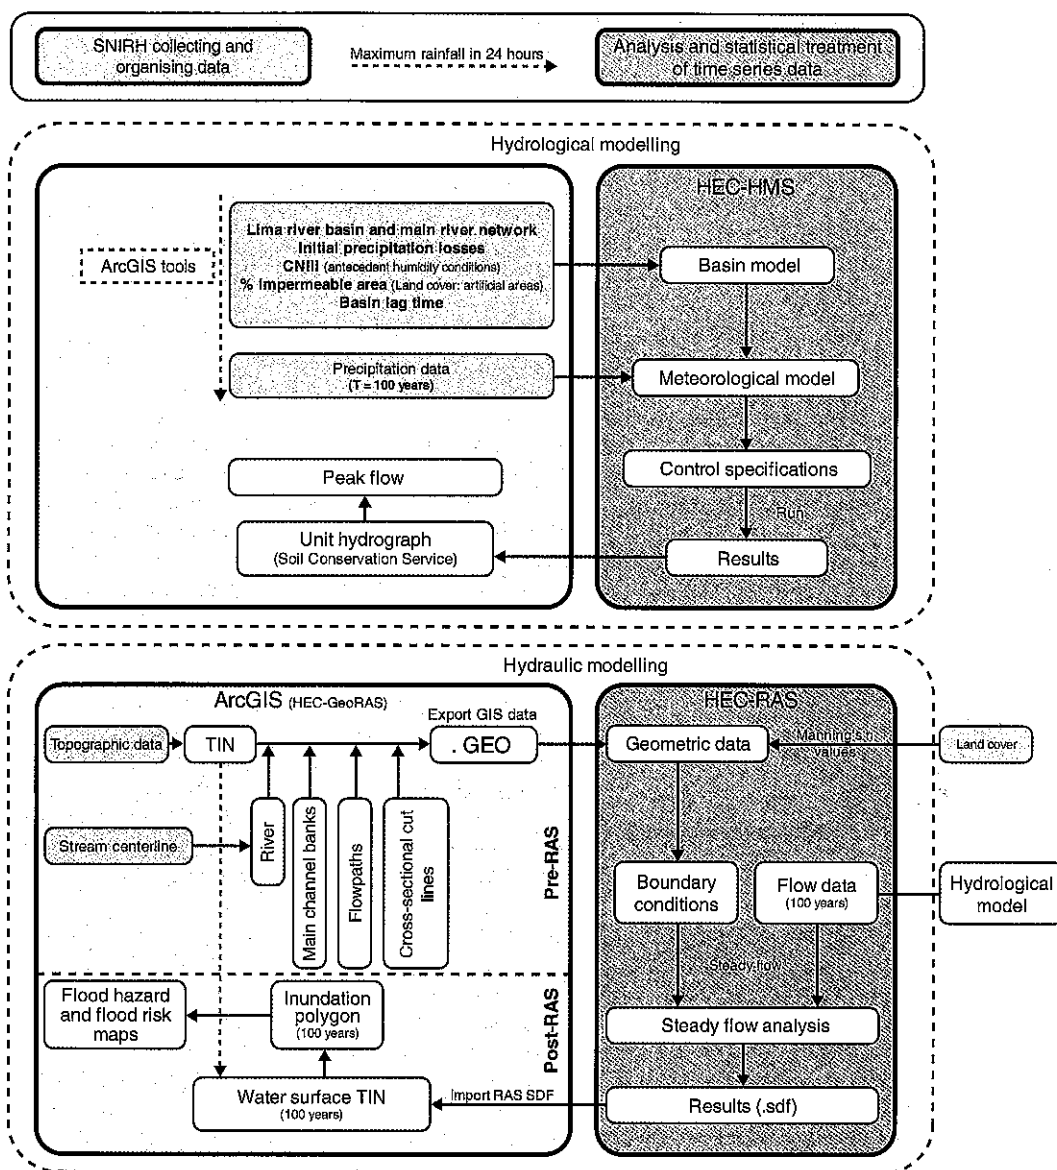 SNIRH collecting and
organising data
Maximum rainfall in 24 hours
Analysis and statistical treatment
of time series data
Hydrological modelling
HEC-HMS
ArcGIS tools
Lima river basin and main river network
Initial precipitation losses
CNIII (antecedent humidity conditions)
% Impermeable area (Land cover: artificial areas)
Basin lag time
Basin model
Precipitation data
(T = 100 years)
Meteorological model
Control specifications
Run
Peak flow
Unit hydrograph
(Soil Conservation Service)
Results
Hydraulic modelling
ArcGIS (HEC-GeoRAS)
HEC-RAS
Export GIS data
Topographic data
TIN
. GEO
Geometric data
Manning's n
values
Land cover
Stream centerline
River
Main channel banks
Flowpaths
Cross-sectional cut
lines
Pre-RAS
Boundary
conditions
Flow data
(100 years)
Hydrological
model
Steady flow
Flood hazard
and flood risk
maps
Inundation
polygon
(100 years)
Post-RAS
Steady flow analysis
Water surface TIN
(100 years)
Import RAS SDF
Results (.sdf)